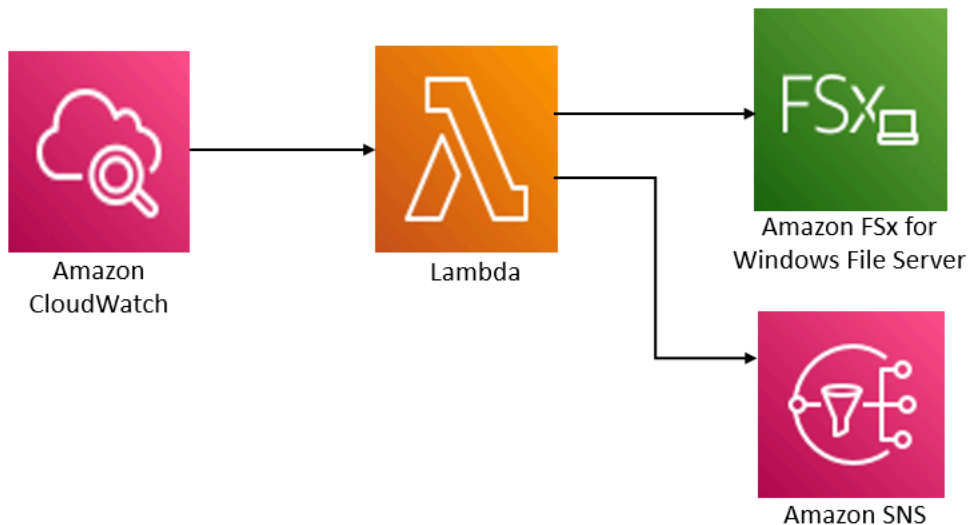 FSx
Amazon
CloudWatch
Lambda
Amazon FSx for
Windows File Server
Amazon SNS